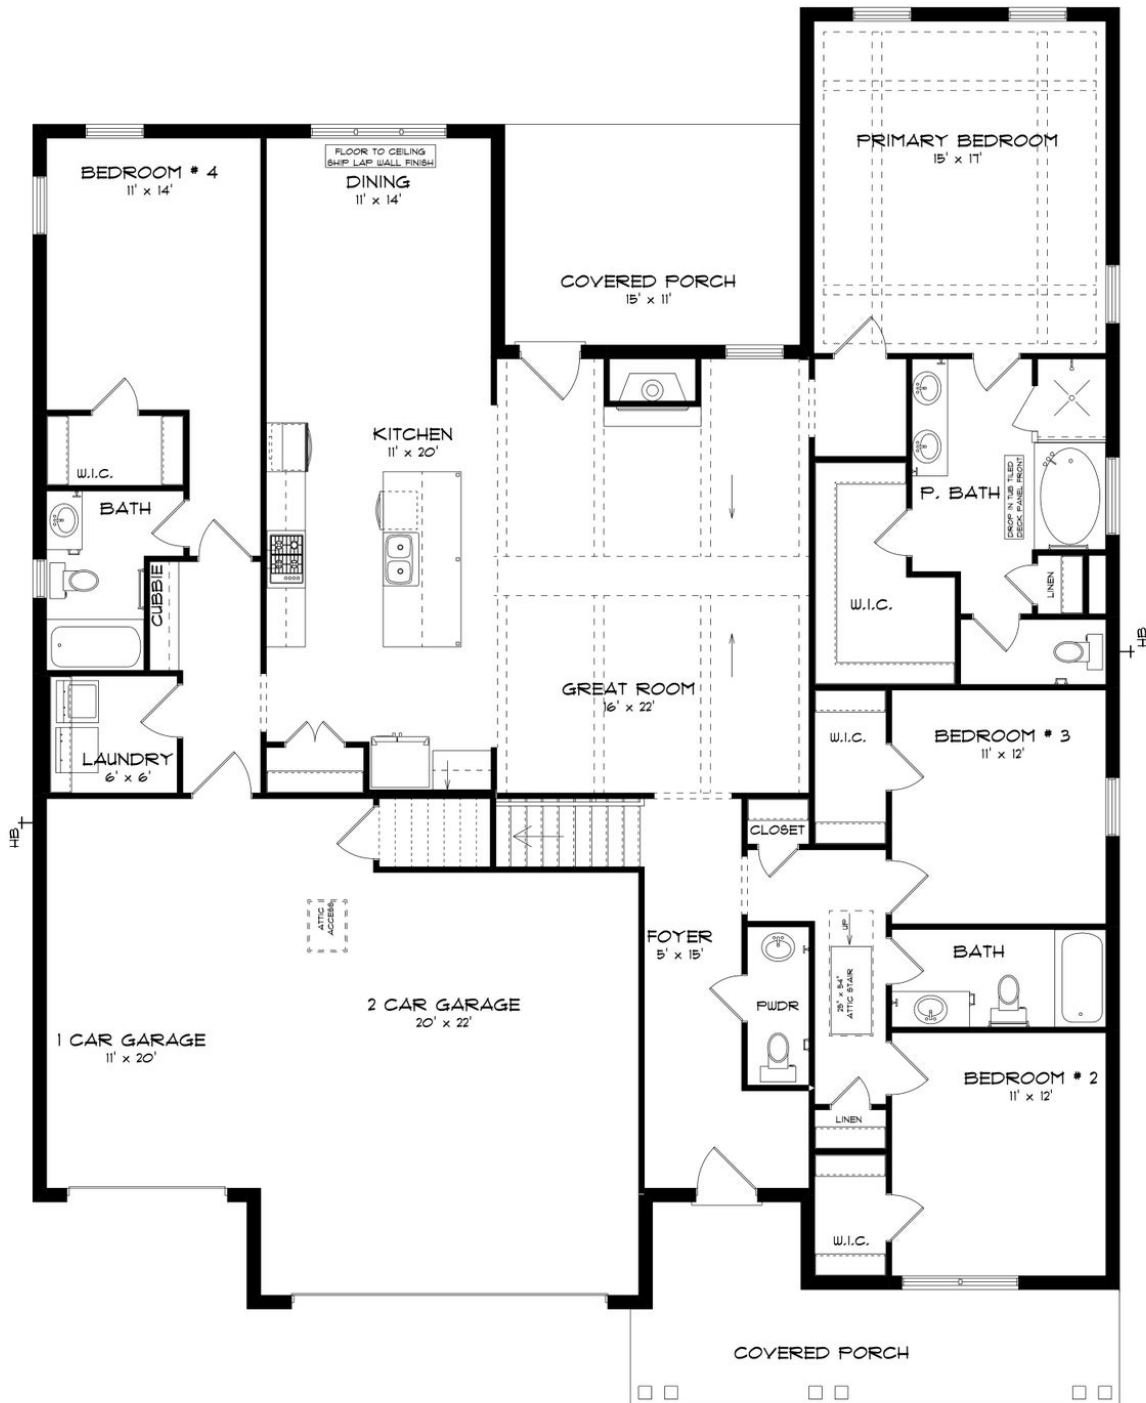 PRIMARY BEDROOM
15' x 17'
BEDROOM # 4
11' x 14'
FLOOR TO CEILING
SHIP LAP WALL FINISH
DINING
11' x 14'
COVERED PORCH
15' x 11'
KITCHEN
11' x 20'
W.I.C.
BATH
CUBBIE
P. BATH
DROP IN TUB TILED
DECK PANEL FRONT
LINEN
W.I.C.
HB
GREAT ROOM
16' x 22'
LAUNDRY
6' x 6'
W.I.C.
BEDROOM # 3
11' x 12'
HB
CLOSET
ATTIC
ACCESS
UP
25" x 54"
ATTIC STAIR
FOYER
5' x 15'
BATH
PWDR
2 CAR GARAGE
20' x 22'
1 CAR GARAGE
11' x 20'
BEDROOM # 2
11' x 12'
LINEN
W.I.C.
COVERED PORCH